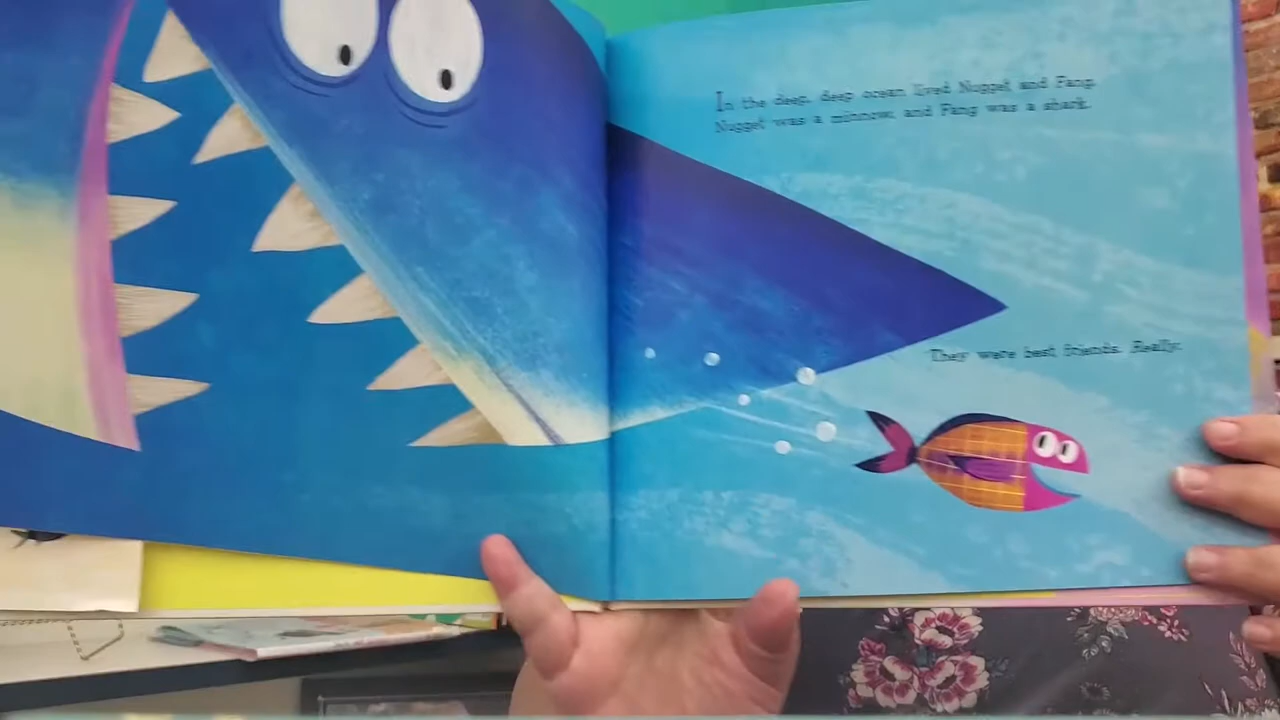 In the deep, deep ocean lived Nugget and Fang.
Nugget was a minnow, and Fang was a shark.
They were best friends. Really.